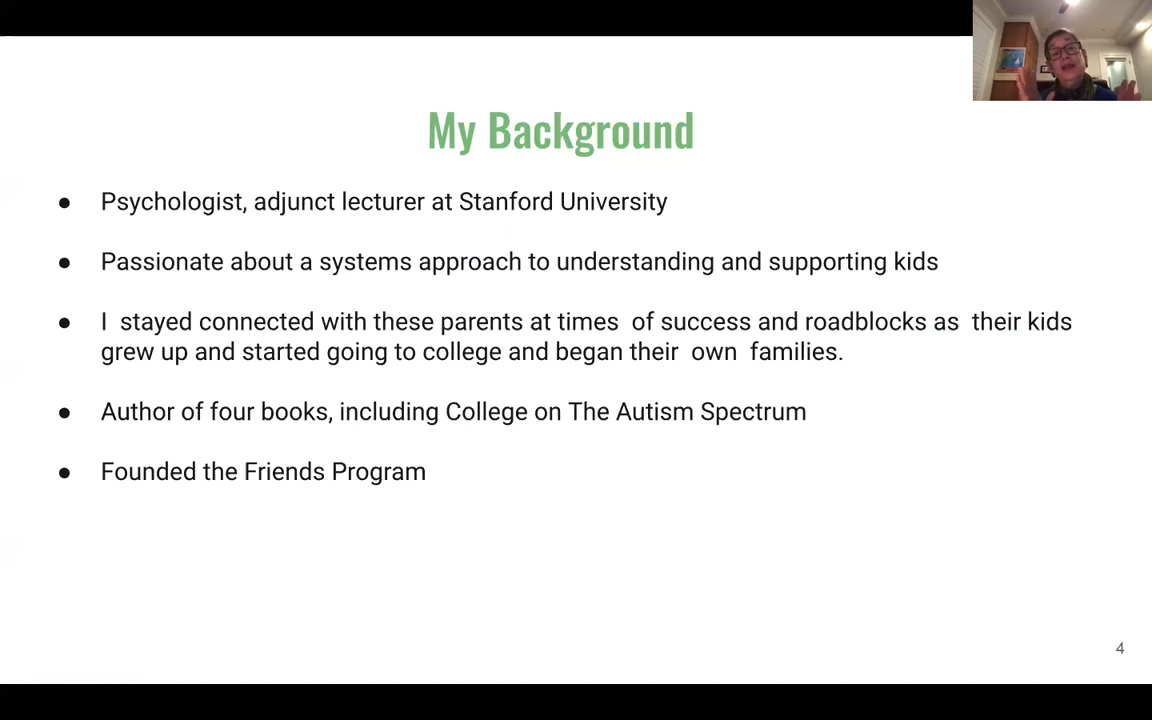 My Background
● Psychologist, adjunct lecturer at Stanford University
● Passionate about a systems approach to understanding and supporting kids
● I  stayed connected with these parents at times  of success and roadblocks as  their kids
grew up and started going to college and began their  own  families.
● Author of four books, including College on The Autism Spectrum
● Founded the Friends Program
4